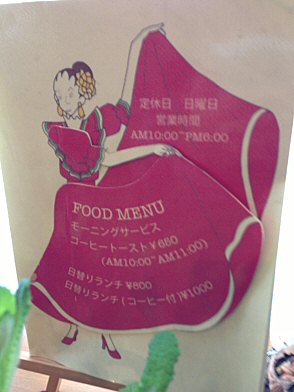 定休日 日曜日
営業時間
AM10:00~PM6:00
FOOD MENU
モーニングサービス
コーヒートースト¥650
(AM10:00~AM11:00)
日替りランチ ¥800
日替りランチ(コーヒー付)¥1000